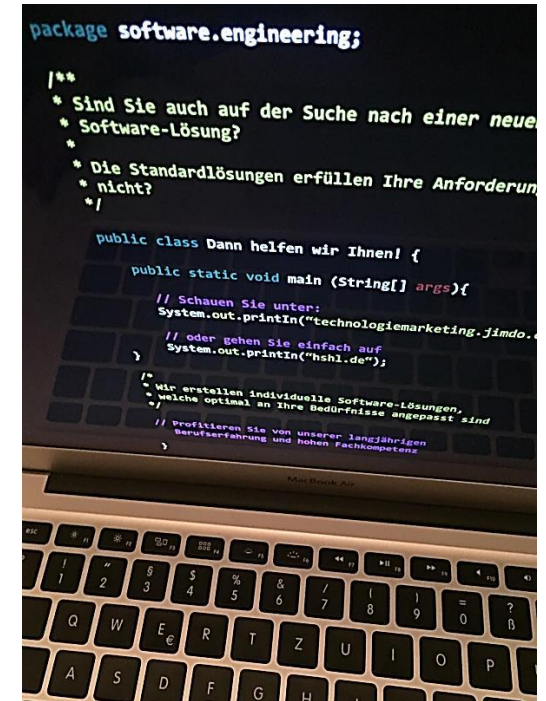 package software.engineering;
/**
* Sind Sie auch auf der Suche nach einer neue
* Software-Lösung?
*
* Die Standardlösungen erfüllen Ihre Anforderun
* nicht?
*/
public class Dann helfen wir Ihnen! {
public static void main (String[] args){
// Schauen Sie unter:
System.out.printIn("technologiemarketing.jimdo.
// oder gehen Sie einfach auf
System.out.printIn("hshl.de");
}
/*
* Wir erstellen individuelle Software-Lösungen,
* welche optimal an Ihre Bedürfnisse angepasst sind
*/
// Profitieren Sie von unserer langjährigen
Berufserfahrung und hohen Fachkompetenz
}
MacBook Air
esc F1 F2 F3 F4 F5 F6 F7 F8 F9 F10
! " § $ % & / ( ) = ?
1 2 3 4 5 6 7 8 9 0 ß
Q W E € R T Z U I O P
A S D F G H